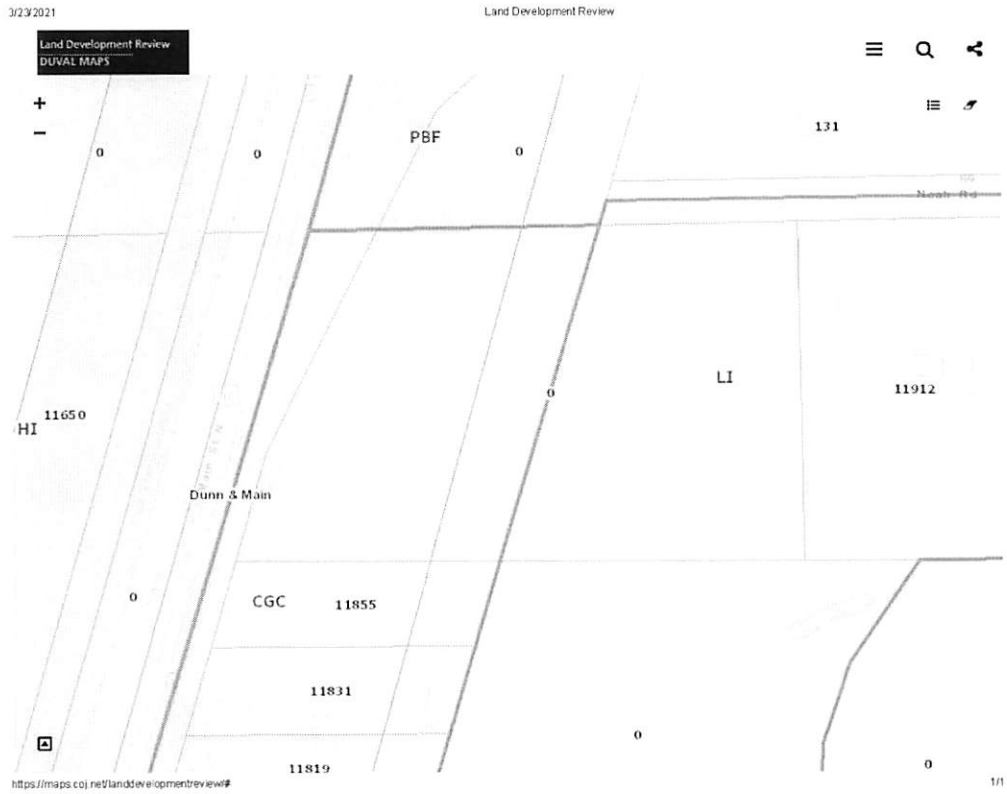 3/23/2021
Land Development Review
Land Development Review
DUVAL MAPS
+
−
131
PBF
0
0
0
Noah Rd
LI
11912
0
11650
HI
Main St N
Dunn & Main
0
CGC
11855
11831
0
0
11819
https://maps.coj.net/landdevelopmentreview/#
1/1